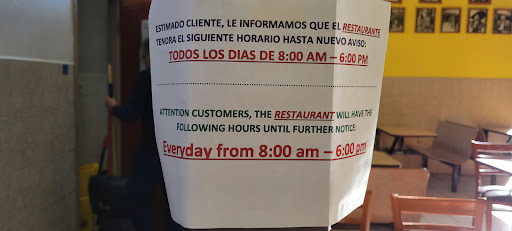 ESTIMADO CLIENTE, LE INFORMAMOS QUE EL RESTAURANTE
TENDRA EL SIGUIENTE HORARIO HASTA NUEVO AVISO:
TODOS LOS DIAS DE 8:00 AM – 6:00 PM
ATTENTION CUSTOMERS, THE RESTAURANT WILL HAVE THE
FOLLOWING HOURS UNTIL FURTHER NOTICE:
Everyday from 8:00 am – 6:00 pm